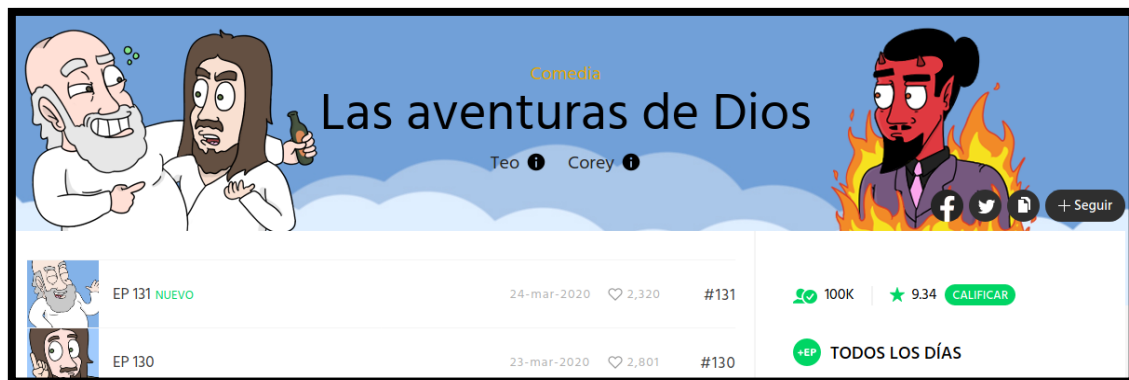 Comedia
Las aventuras de Dios
Teo Corey
+ Seguir
EP 131 NUEVO 24-mar-2020 2,320 #131
EP 130 23-mar-2020 2,801 #130
100K 9.34 CALIFICAR
+EP TODOS LOS DÍAS